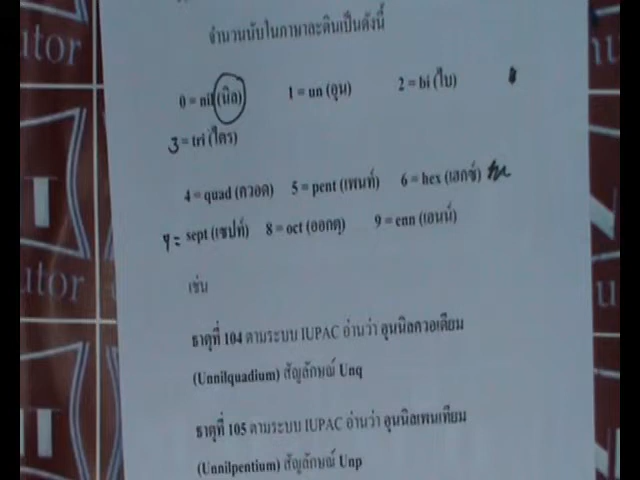 จำนวนนับในภาษาละตินเป็นดังนี้
0 = nil (นิล) 1 = un (อุน) 2 = bi (ไบ)
3 = tri (ไตร)
4 = quad (ควอด) 5 = pent (เพนท์) 6 = hex (เฮกซ์)
7 = sept (เซปท์) 8 = oct (ออกตฺ) 9 = enn (เอนน์)
เช่น
ธาตุที่ 104 ตามระบบ IUPAC อ่านว่า อุนนิลควอเดียม
(Unnilquadium) สัญลักษณ์ Unq
ธาตุที่ 105 ตามระบบ IUPAC อ่านว่า อุนนิลเพนเทียม
(Unnilpentium) สัญลักษณ์ Unp
utor
utor